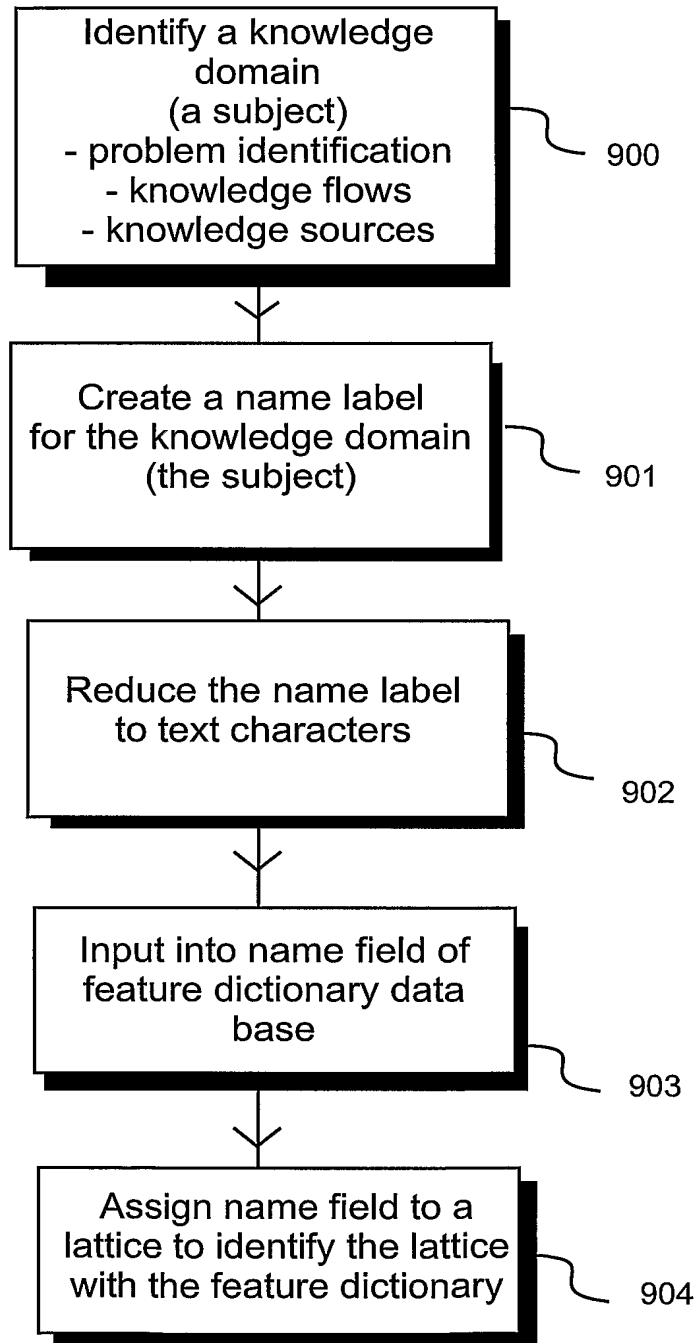 Identify a knowledge
domain
(a subject)
- problem identification
- knowledge flows
- knowledge sources
900
Create a name label
for the knowledge domain
(the subject)
901
Reduce the name label
to text characters
902
Input into name field of
feature dictionary data
base
903
Assign name field to a
lattice to identify the lattice
with the feature dictionary
904